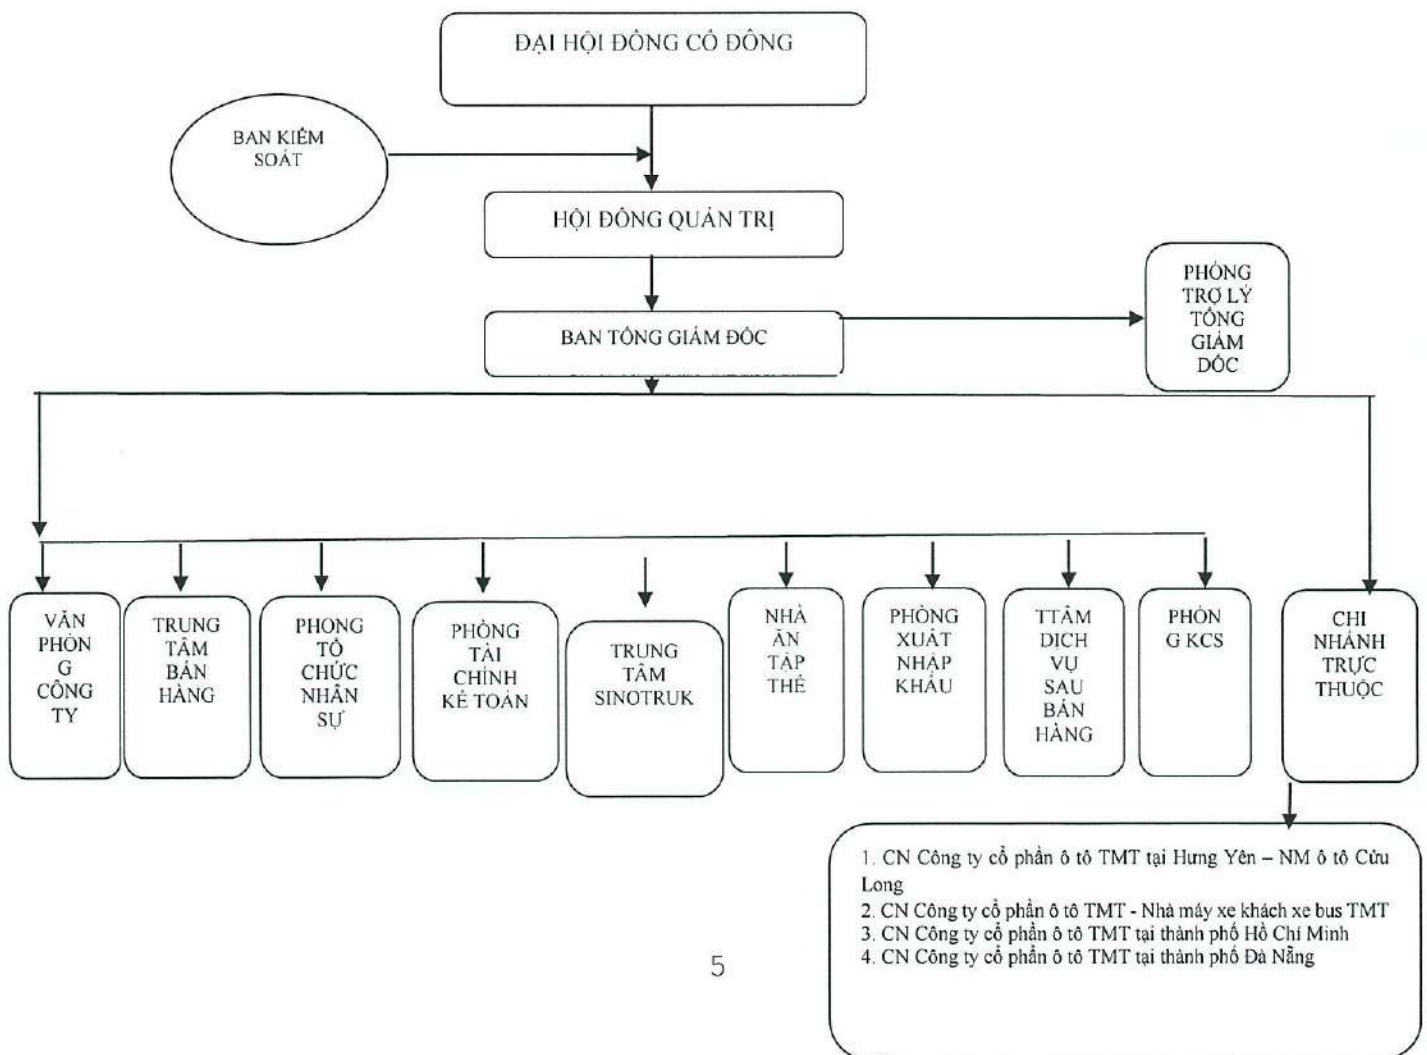 ĐẠI HỘI ĐỒNG CỔ ĐÔNG
BAN KIỂM
SOÁT
HỘI ĐỒNG QUẢN TRỊ
PHÒNG
TRỢ LÝ
TỔNG
GIÁM
DỐC
BAN TỔNG GIÁM ĐỐC
VĂN
PHÒN
G
CÔNG
TY
TRUNG
TÂM
BÁN
HÀNG
PHONG
TỔ
CHỨC
NHÂN
SỰ
PHÒNG
TÀI
CHÍNH
KẾ TOÁN
TRUNG
TÂM
SINOTRUK
NHÀ
ĂN
TẬP
THỂ
PHÒNG
XUẤT
NHẬP
KHẨU
TTÂM
DỊCH
VỤ
SAU
BÁN
HÀNG
PHÒN
G KCS
CHI
NHÁNH
TRỰC
THUỘC
1. CN Công ty cổ phần ô tô TMT tại Hưng Yên – NM ô tô Cửu
Long
2. CN Công ty cổ phần ô tô TMT - Nhà máy xe khách xe bus TMT
3. CN Công ty cổ phần ô tô TMT tại thành phố Hồ Chí Minh
4. CN Công ty cổ phần ô tô TMT tại thành phố Đà Nẵng
5